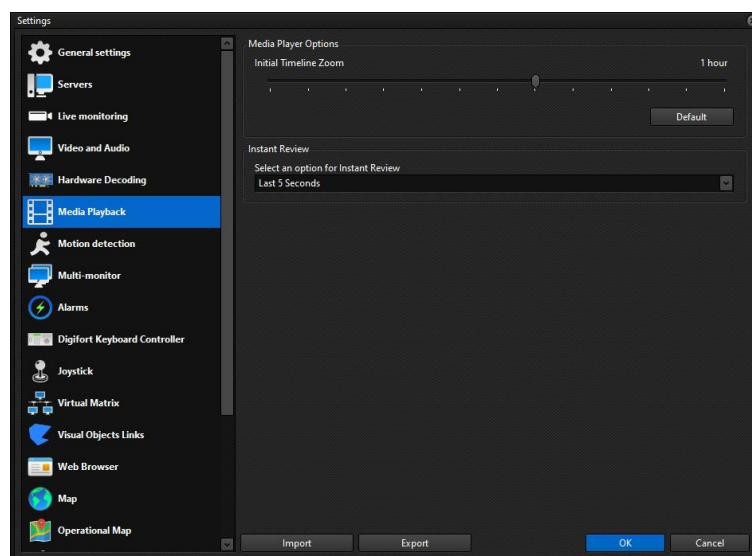 Settings
General settings
Servers
Live monitoring
Video and Audio
Hardware Decoding
Media Playback
Motion detection
Multi-monitor
Alarms
Digifort Keyboard Controller
Joystick
Virtual Matrix
Visual Objects Links
Web Browser
Map
Operational Map
Media Player Options
Initial Timeline Zoom 1 hour
Default
Instant Review
Select an option for Instant Review
Last 5 Seconds
Import Export OK Cancel